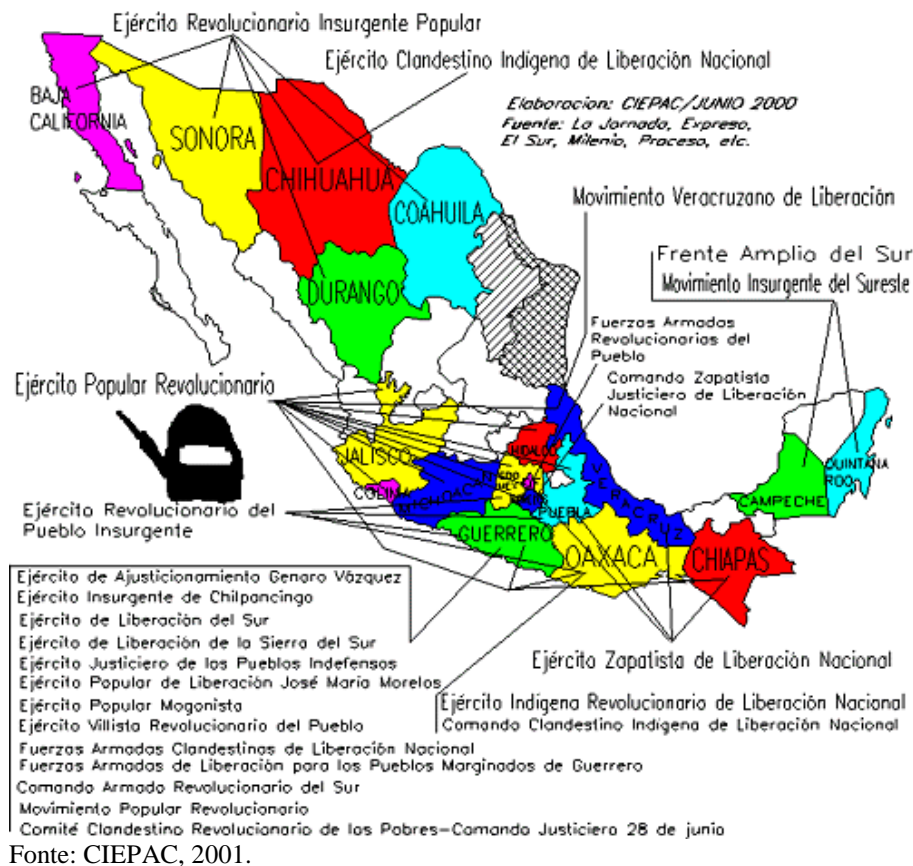 Ejército Revolucionario Insurgente Popular
Ejército Clandestino Indígena de Liberación Nacional
BAJA
CALIFORNIA
SONORA
Elaboracion: CIEPAC/JUNIO 2000
Fuente: La Jornada, Expreso,
El Sur, Milenio, Proceso, etc.
CHIHUAHUA
COAHUILA
Movimiento Veracruzano de Liberación
Frente Amplio del Sur
Movimiento Insurgente del Sureste
DURANGO
Fuerzas Armadas
Revolucionarias del
Pueblo
Comando Zapatista
Justiciero de Liberación
Nacional
Ejército Popular Revolucionario
JALISCO
HIDALGO
COLIMA
MICHOACAN
PUEBLA
VERACRUZ
QUINTANA
ROO
CAMPECHE
Ejército Revolucionario del
Pueblo Insurgente
GUERRERO
OAXACA
CHIAPAS
Ejército de Ajusticionamiento Genaro Vázquez
Ejército Insurgente de Chilpancingo
Ejército de Liberación del Sur
Ejército de Liberación de la Sierra del Sur
Ejército Justiciero de los Pueblos Indefensos
Ejército Popular de Liberación José Maria Morelos
Ejército Popular Magonista
Ejército Villista Revolucionario del Pueblo
Fuerzas Armadas Clandestinas de Liberación Nacional
Fuerzas Armadas de Liberación para los Pueblos Marginados de Guerrero
Comando Armado Revolucionario del Sur
Movimiento Popular Revolucionario
Comité Clandestino Revolucionario de los Pobres-Comando Justiciero 28 de junio
Ejército Zapatista de Liberación Nacional
Ejército Indígena Revolucionario de Liberación Nacional
Comando Clandestino Indígena de Liberación Nacional
Fonte: CIEPAC, 2001.